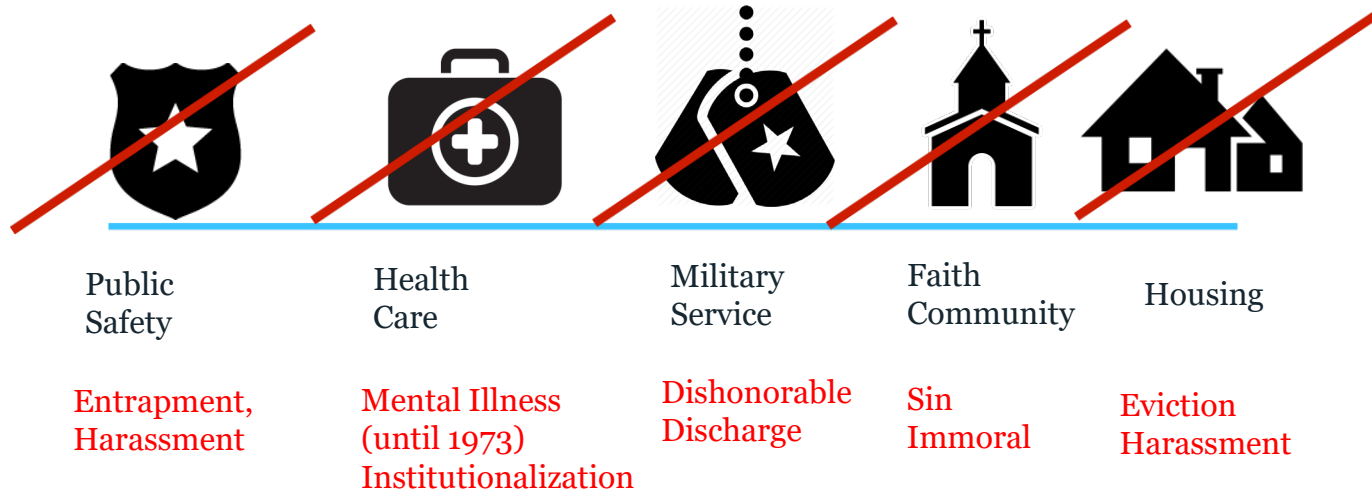 Public
Safety
Health
Care
Military
Service
Faith
Community
Housing
Entrapment,
Harassment
Mental Illness
(until 1973)
Institutionalization
Dishonorable
Discharge
Sin
Immoral
Eviction
Harassment